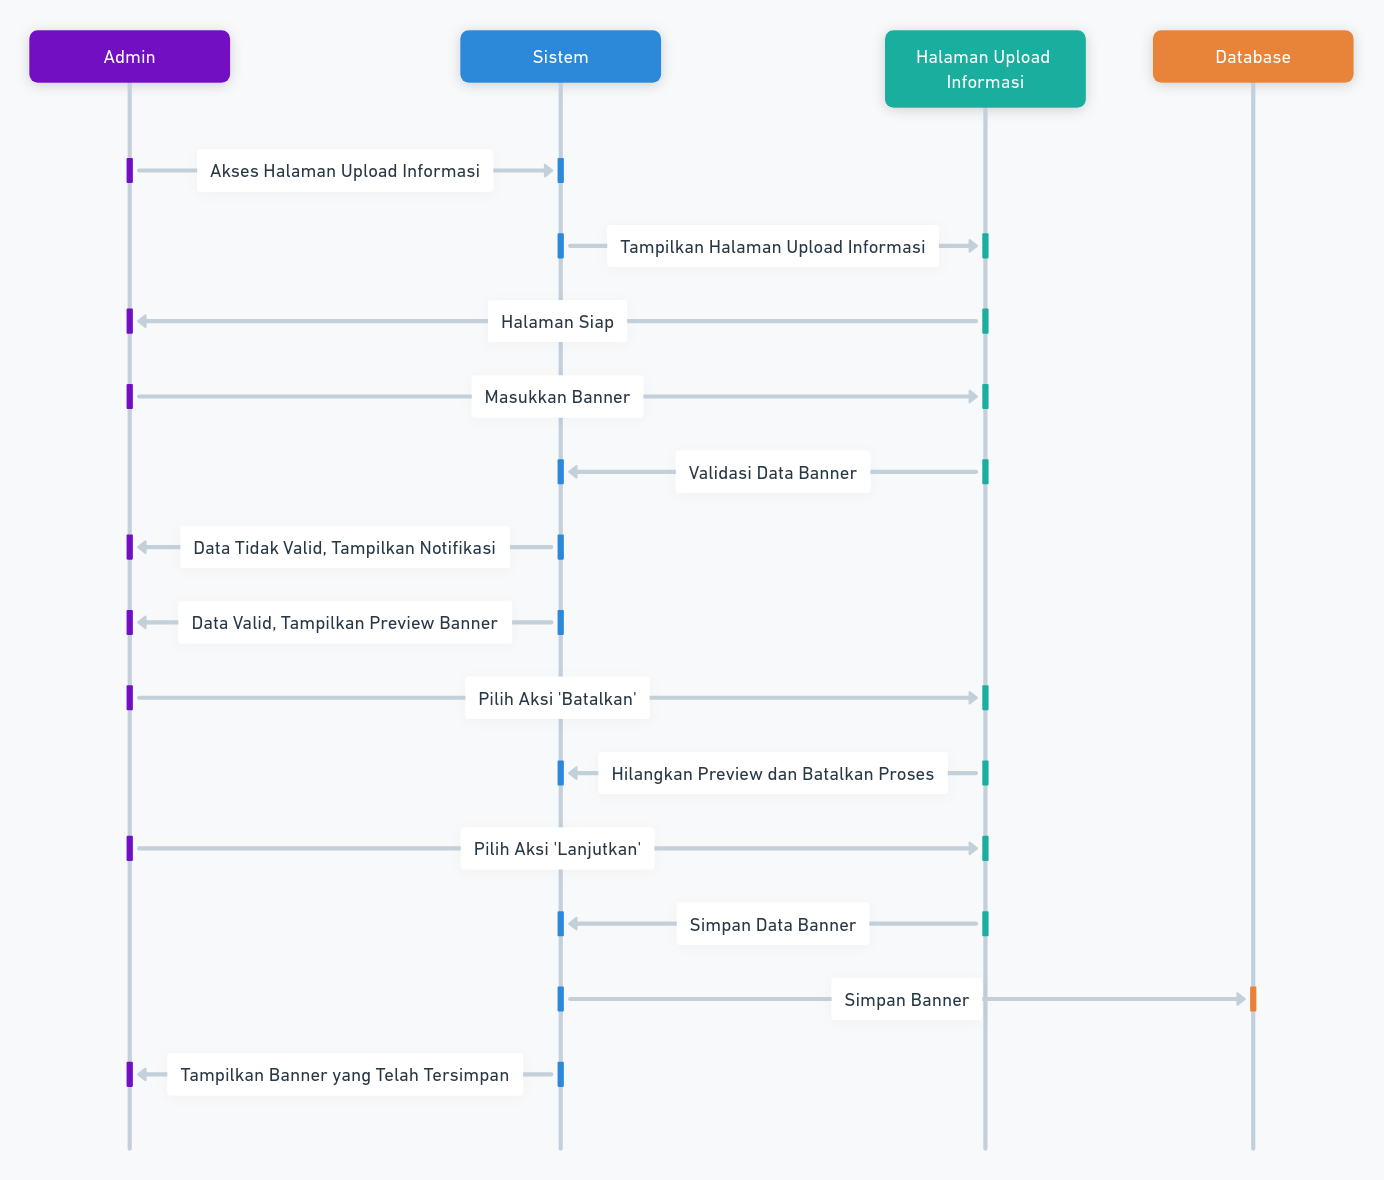 Admin
Sistem
Halaman Upload
Informasi
Database
Akses Halaman Upload Informasi
Tampilkan Halaman Upload Informasi
Halaman Siap
Masukkan Banner
Validasi Data Banner
Data Tidak Valid, Tampilkan Notifikasi
Data Valid, Tampilkan Preview Banner
Pilih Aksi 'Batalkan'
Hilangkan Preview dan Batalkan Proses
Pilih Aksi 'Lanjutkan'
Simpan Data Banner
Simpan Banner
Tampilkan Banner yang Telah Tersimpan